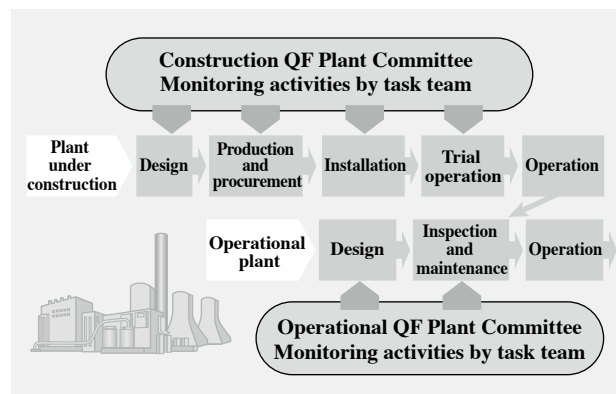 Construction QF Plant Committee
Monitoring activities by task team
Plant
under
construction
Design
Production
and
procurement
Installation
Trial
operation
Operation
Operational
plant
Design
Inspection
and
maintenance
Operation
Operational QF Plant Committee
Monitoring activities by task team